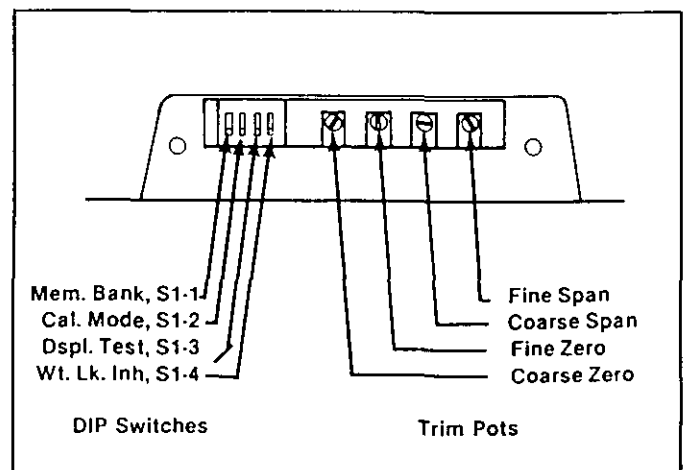 Mem. Bank, S1-1
Cal. Mode, S1-2
Dspl. Test, S1-3
Wt. Lk. Inh, S1-4
DIP Switches
Fine Span
Coarse Span
Fine Zero
Coarse Zero
Trim Pots